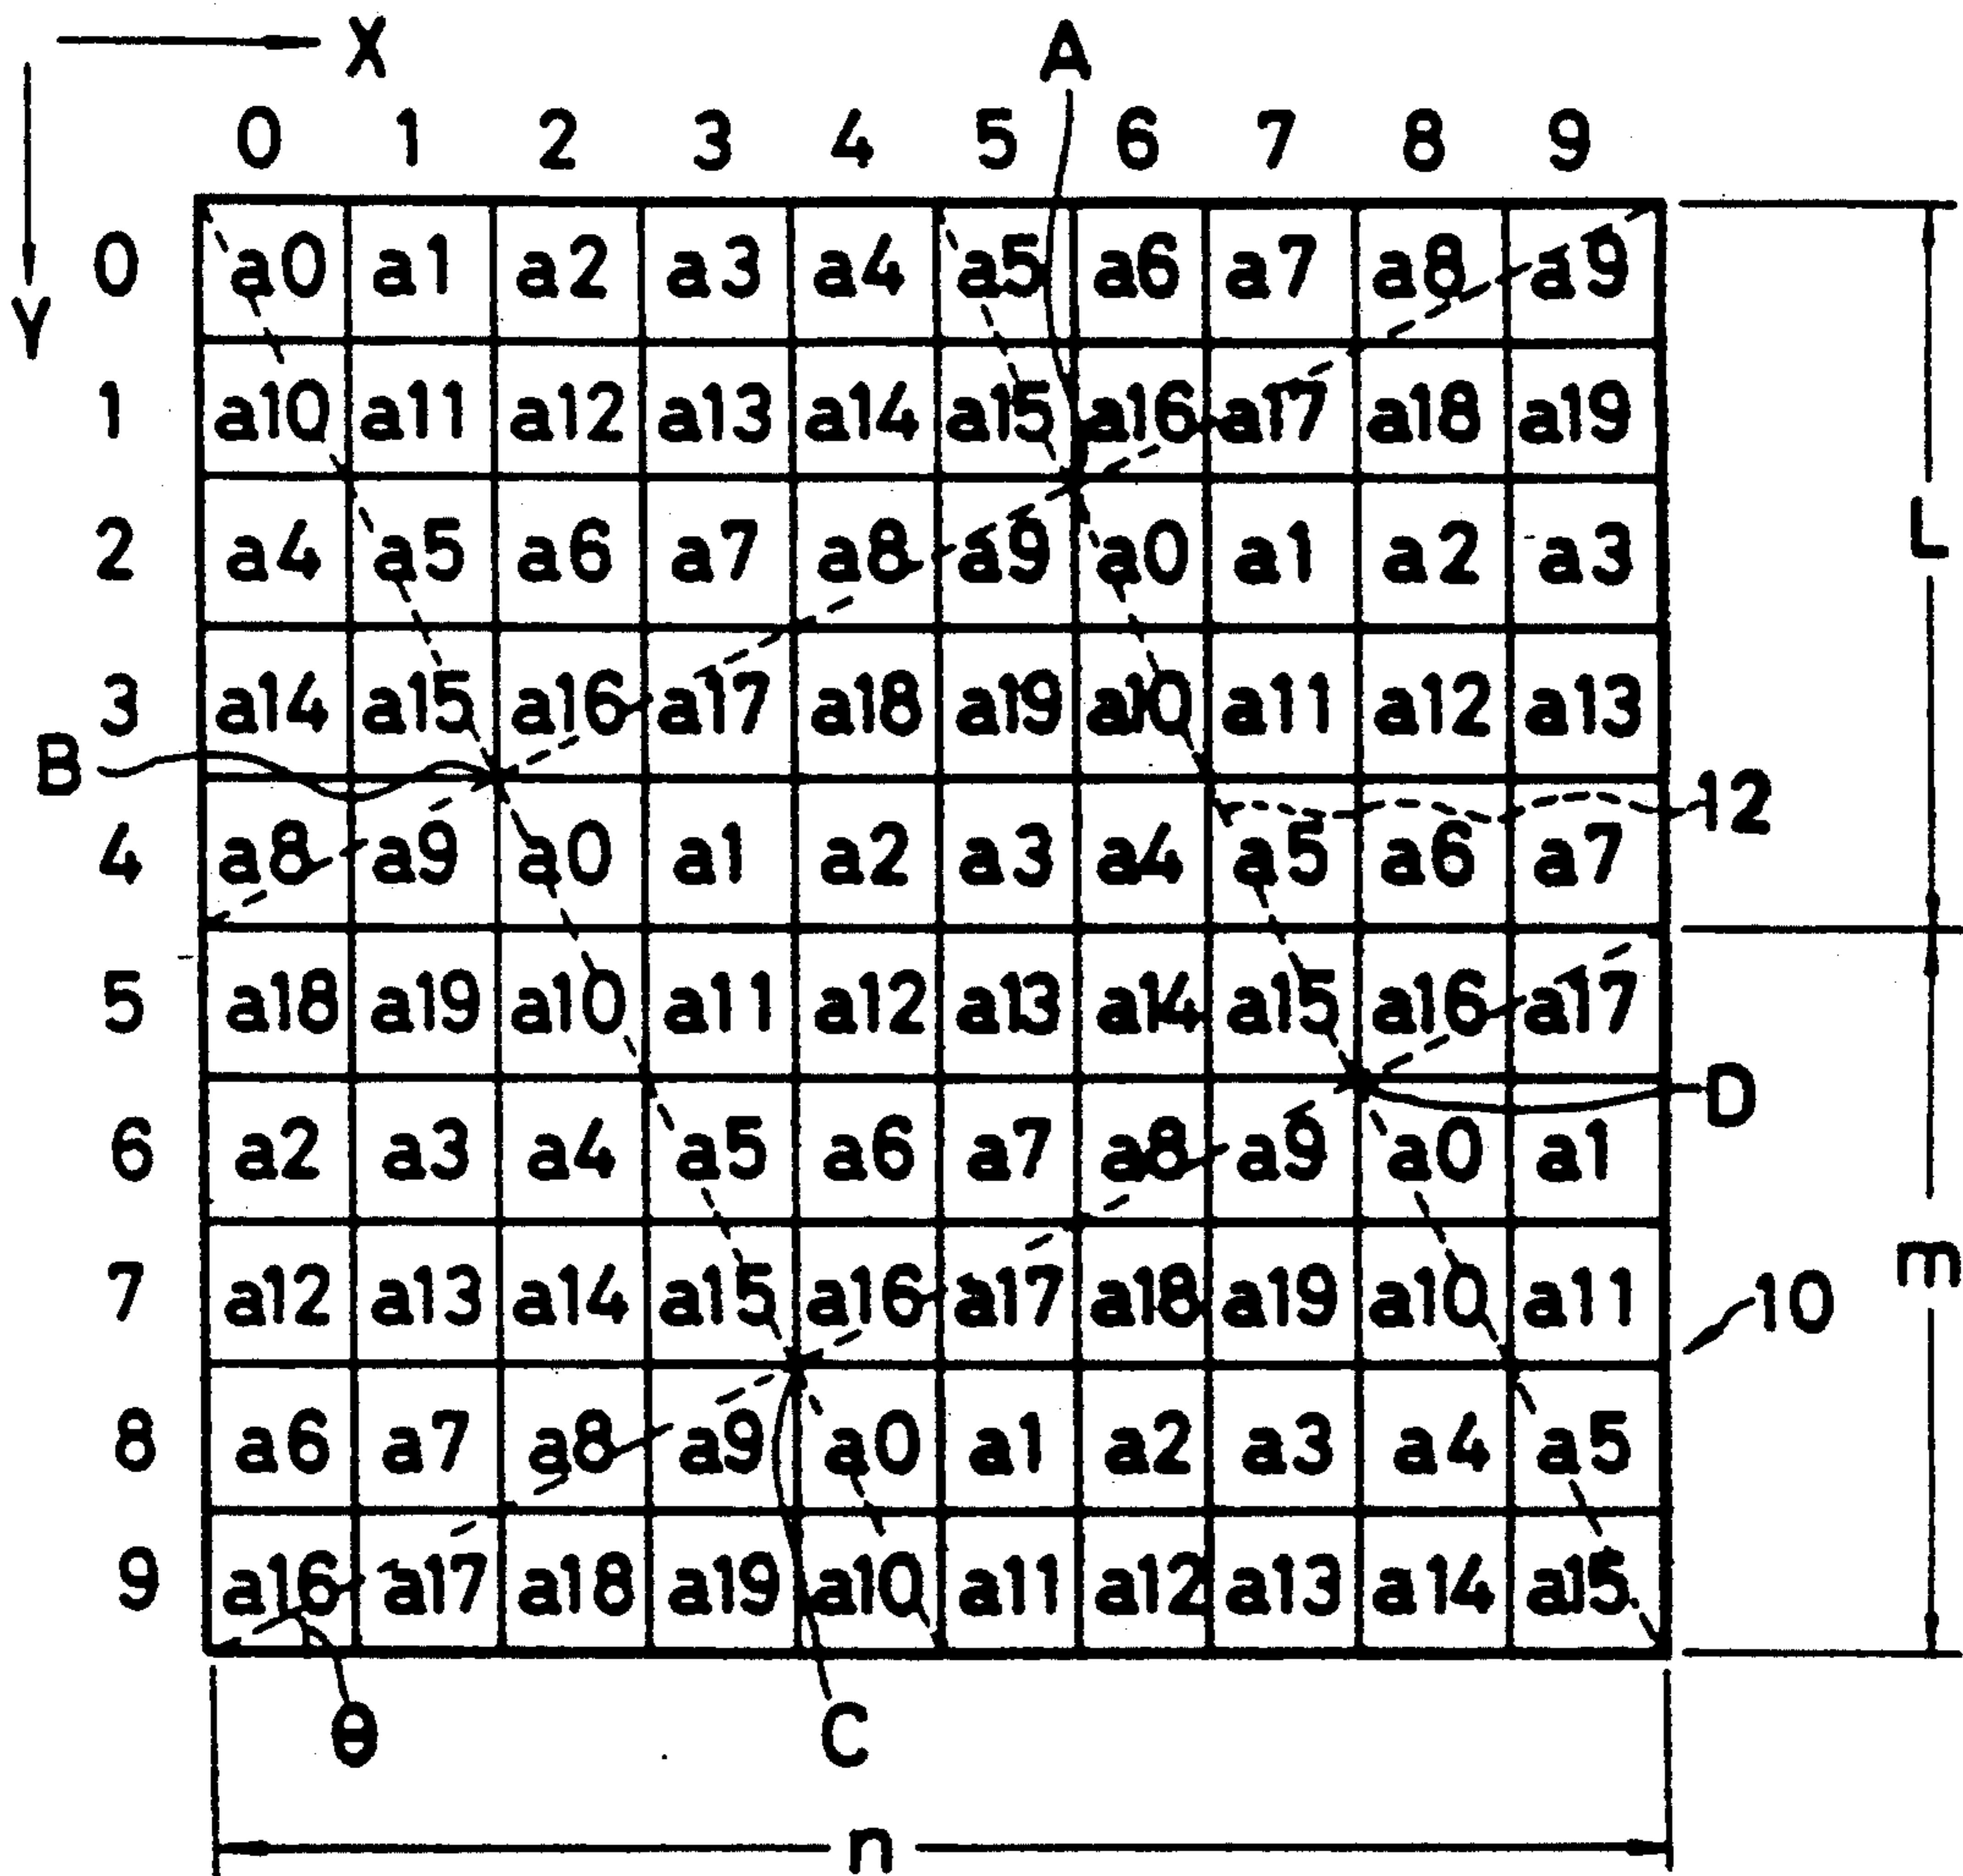 X A
0 1 2 3 4 5 6 7 8 9
Y
0 a0 a1 a2 a3 a4 a5 a6 a7 a8 a9
1 a10 a11 a12 a13 a14 a15 a16 a17 a18 a19
2 a4 a5 a6 a7 a8 a9 a0 a1 a2 a3 L
3 a14 a15 a16 a17 a18 a19 a10 a11 a12 a13
B 12
4 a8 a9 a0 a1 a2 a3 a4 a5 a6 a7
5 a18 a19 a10 a11 a12 a13 a14 a15 a16 a17
D
6 a2 a3 a4 a5 a6 a7 a8 a9 a0 a1
7 a12 a13 a14 a15 a16 a17 a18 a19 a10 a11 10 m
8 a6 a7 a8 a9 a0 a1 a2 a3 a4 a5
9 a16 a17 a18 a19 a10 a11 a12 a13 a14 a15
θ C
n